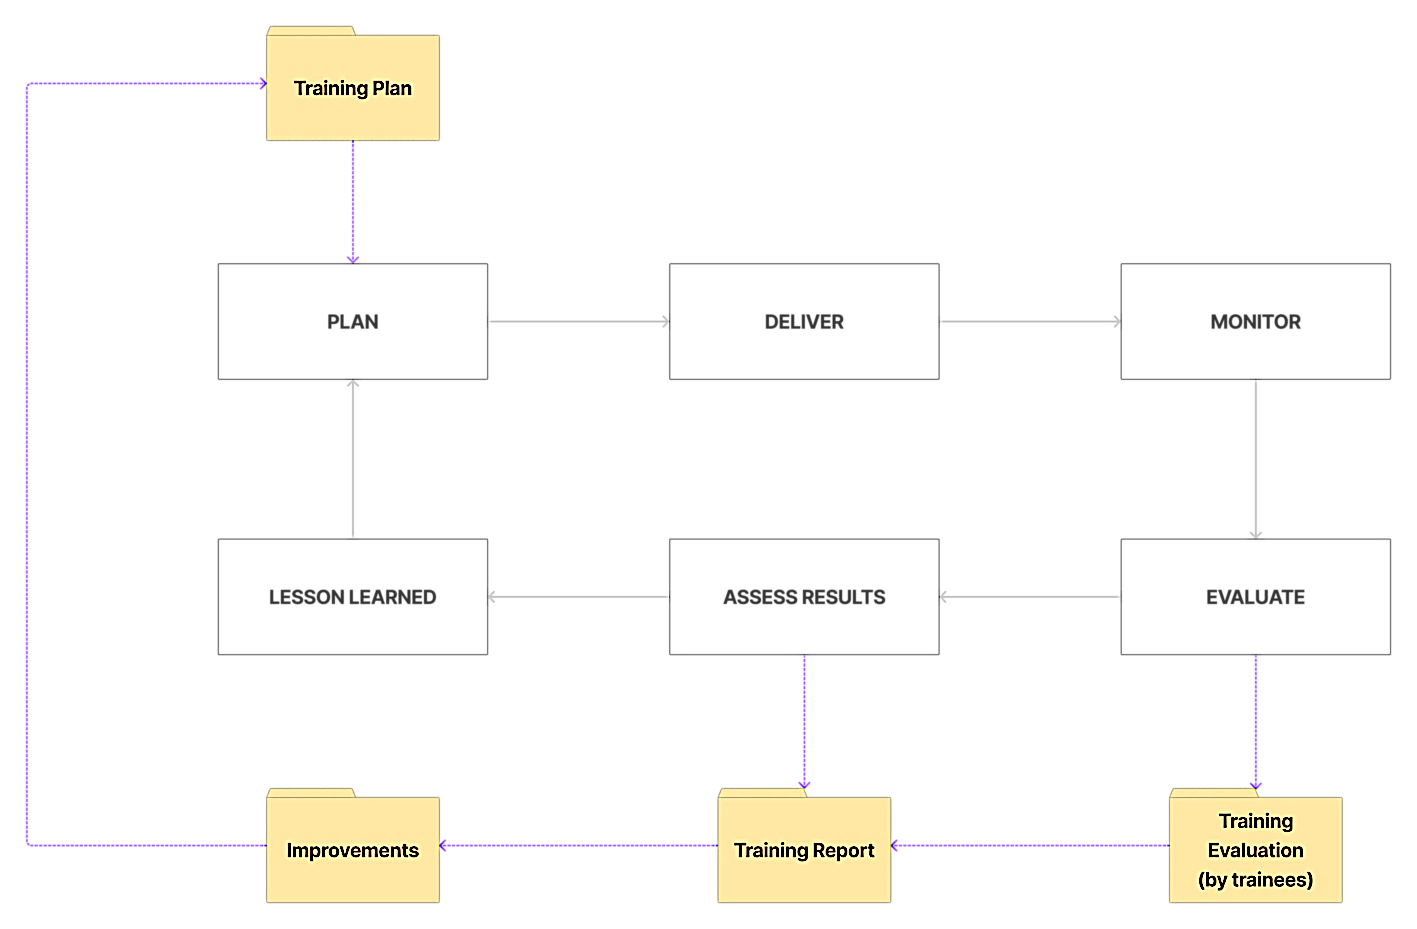 Training Plan
PLAN
DELIVER
MONITOR
LESSON LEARNED
ASSESS RESULTS
EVALUATE
Improvements
Training Report
Training
Evaluation
(by trainees)